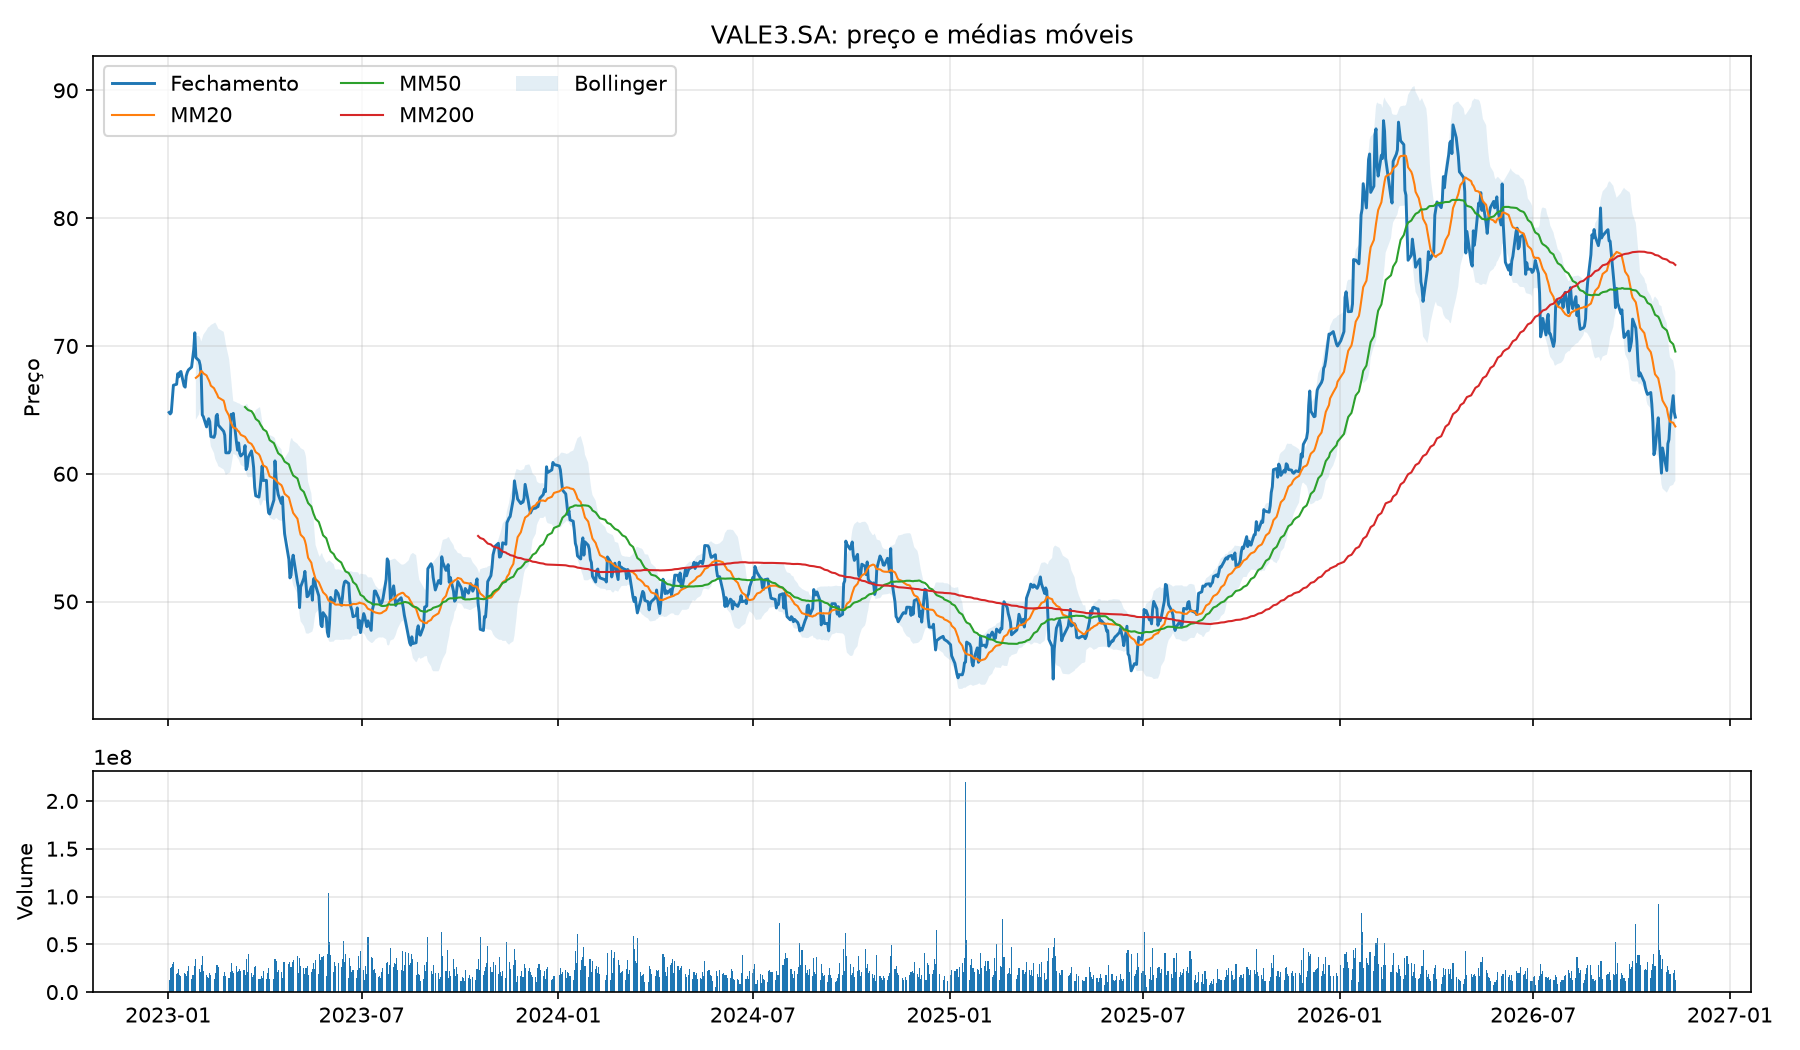 VALE3.SA: preço e médias móveis
Fechamento
MM20
MM50
MM200
Bollinger
Preço
90
80
70
60
50
1e8
Volume
2.0
1.5
1.0
0.5
0.0
2023-01
2023-07
2024-01
2024-07
2025-01
2025-07
2026-01
2026-07
2027-01